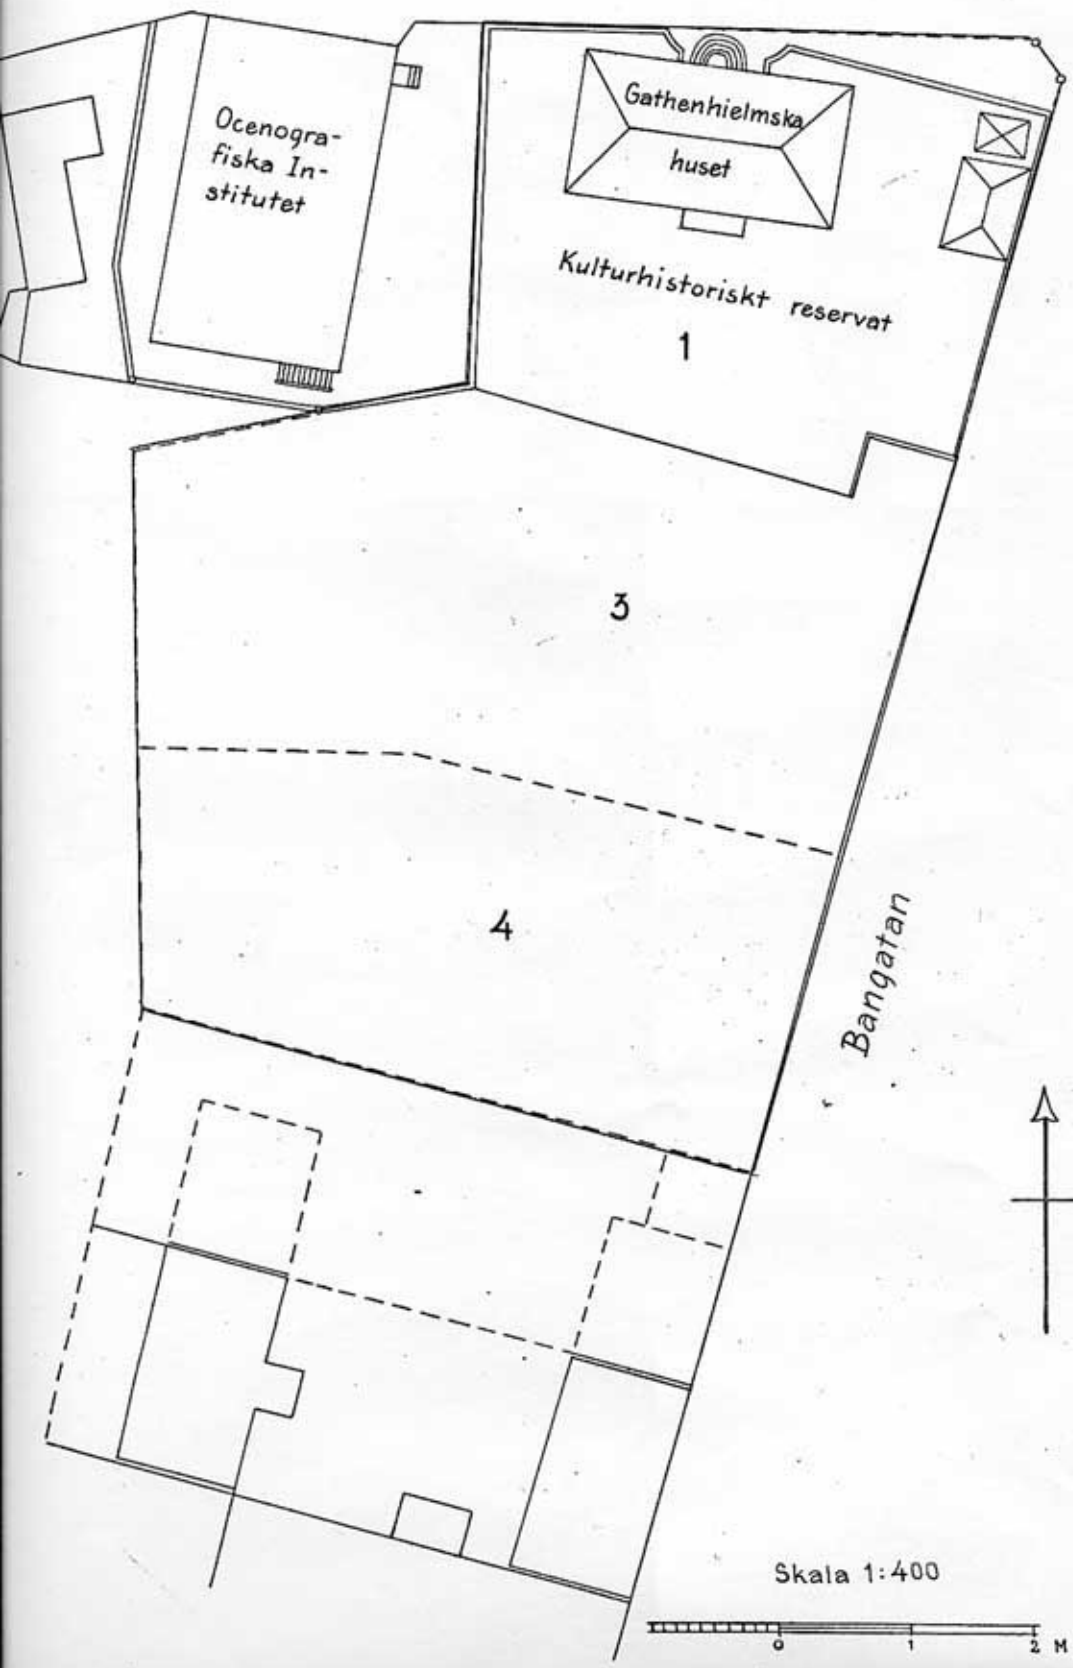 Ocenogra-
fiska In-
stitutet
Gathenhielmska
huset
Kulturhistoriskt reservat
1
3
4
Bangatan
Skala 1:400
0 1 2 M